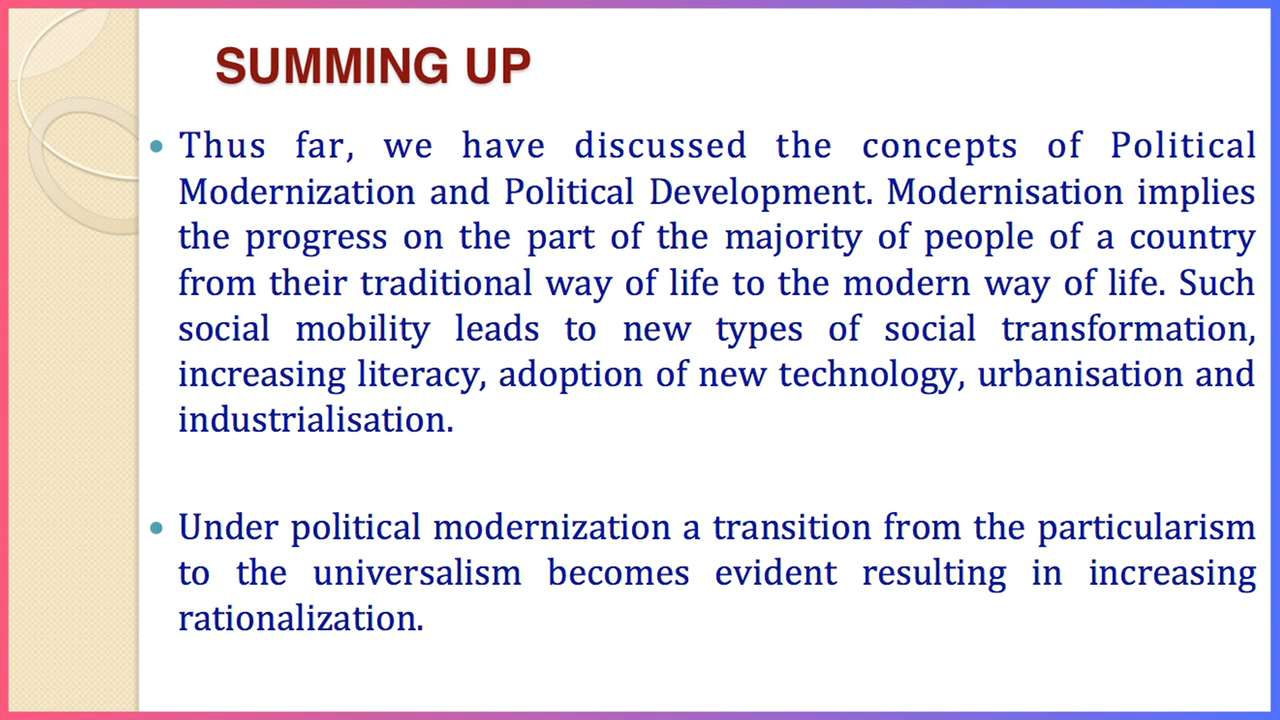 SUMMING UP
• Thus far, we have discussed the concepts of Political
Modernization and Political Development. Modernisation implies
the progress on the part of the majority of people of a country
from their traditional way of life to the modern way of life. Such
social mobility leads to new types of social transformation,
increasing literacy, adoption of new technology, urbanisation and
industrialisation.
• Under political modernization a transition from the particularism
to the universalism becomes evident resulting in increasing
rationalization.